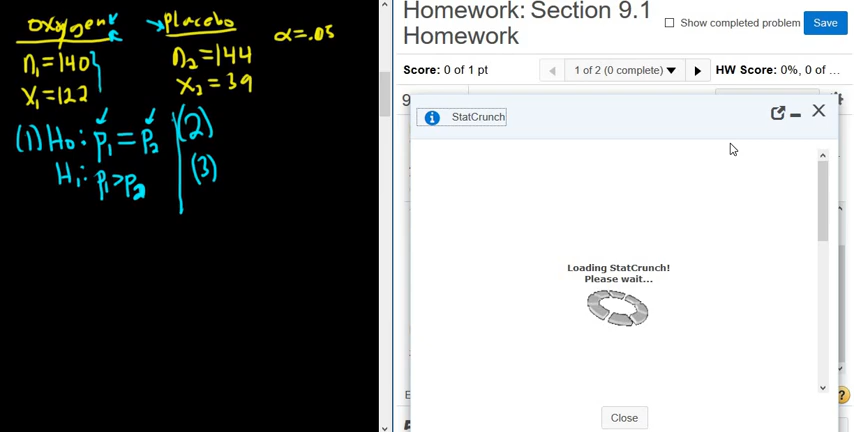 oxygen
placebo
α=.05
n₁=140
x₁=122
n₂=144
x₂=39
(1) H₀: p₁=p₂
H₁: p₁>p₂
(2)
(3)
Homework: Section 9.1
Homework
Show completed problem
Save
Score: 0 of 1 pt
1 of 2 (0 complete)
HW Score: 0%, 0 of ...
StatCrunch
Loading StatCrunch!
Please wait...
Close